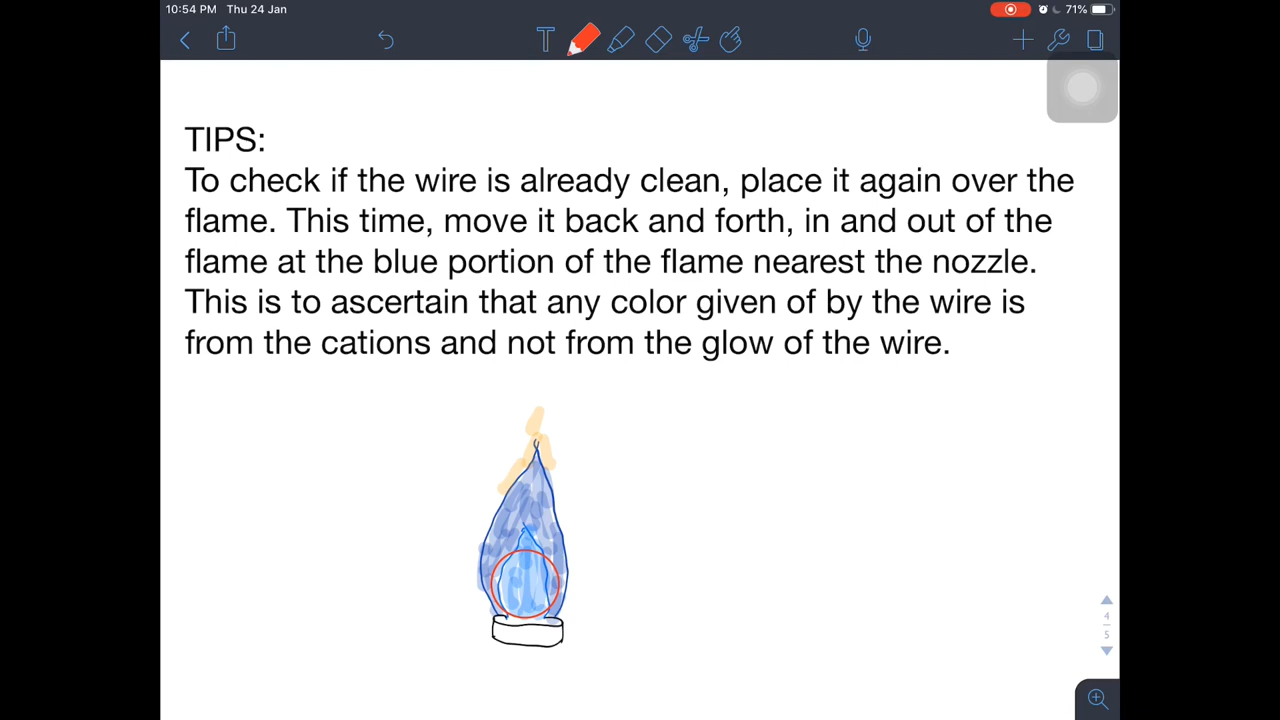 10:54 PM Thu 24 Jan
71%
T
TIPS:
To check if the wire is already clean, place it again over the
flame. This time, move it back and forth, in and out of the
flame at the blue portion of the flame nearest the nozzle.
This is to ascertain that any color given of by the wire is
from the cations and not from the glow of the wire.
4
5